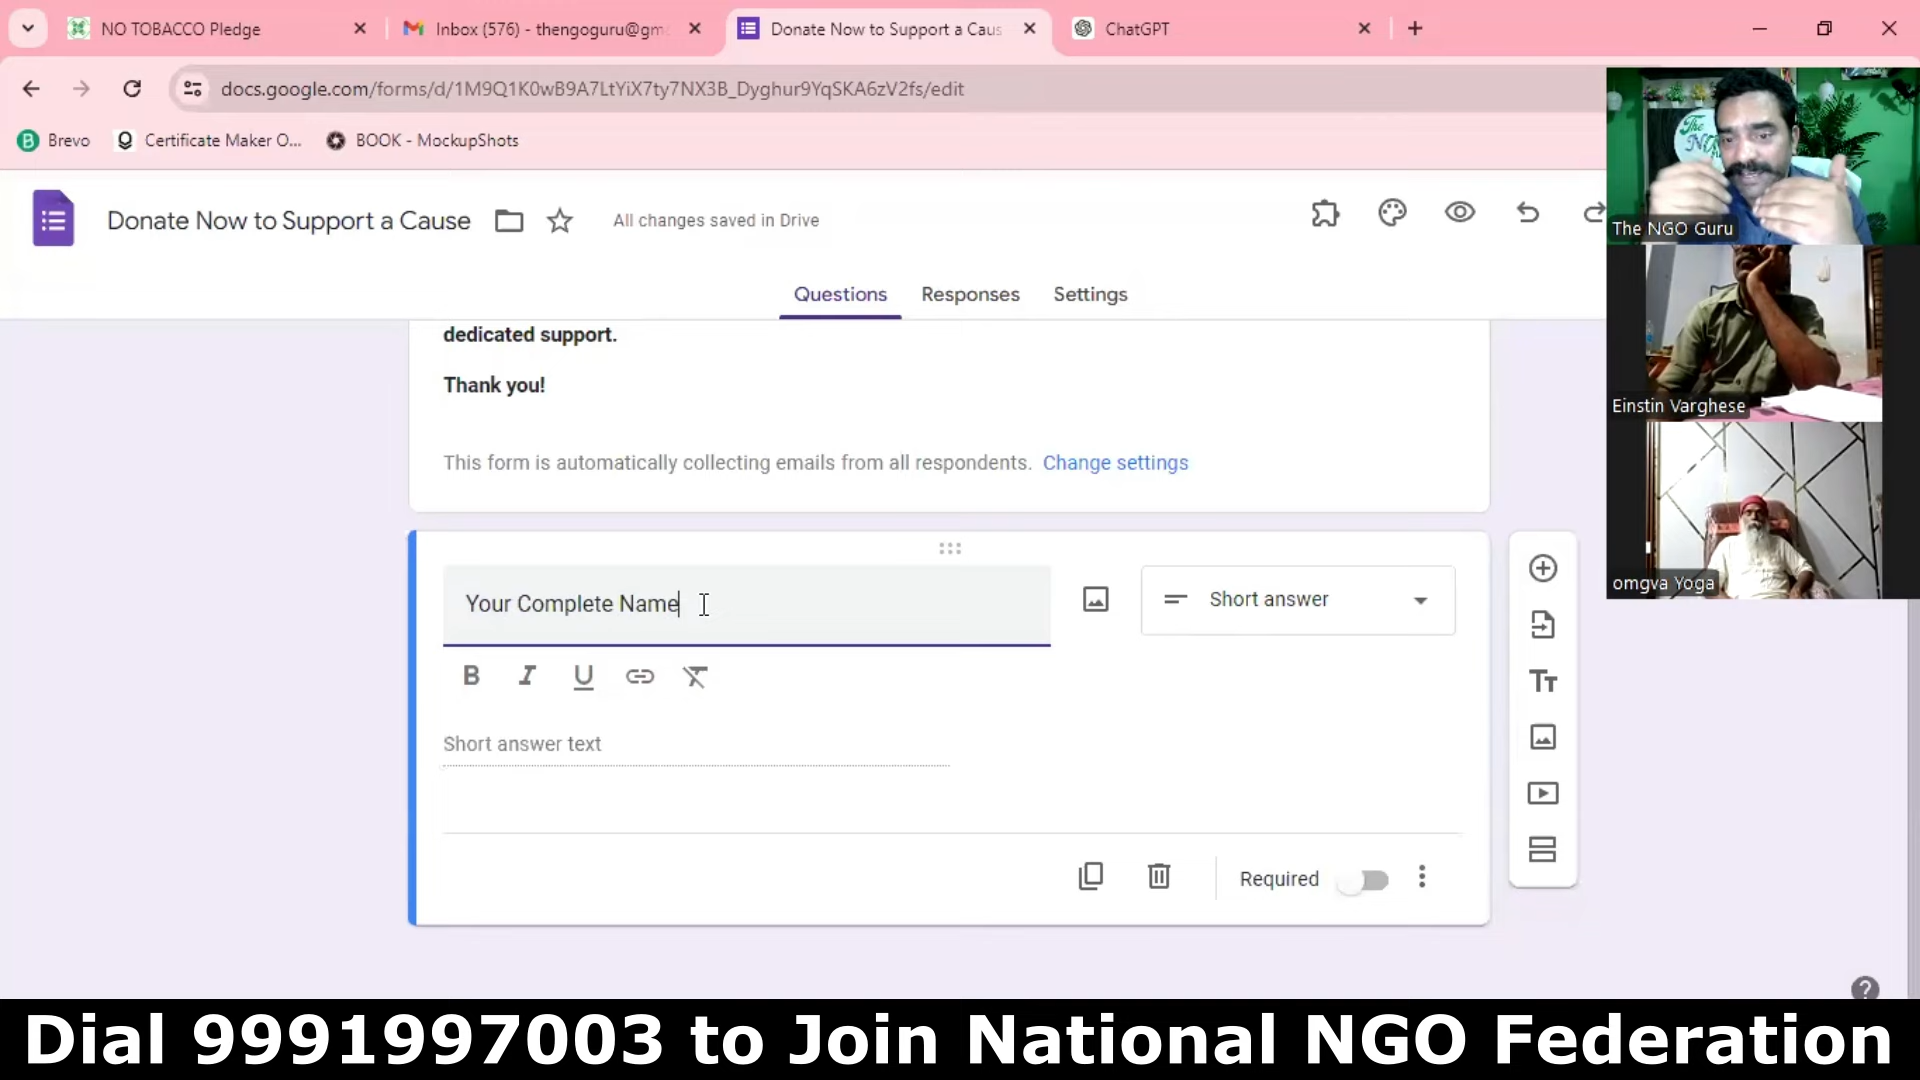 NO TOBACCO Pledge
Inbox (576) - thengoguru@gm
Donate Now to Support a Caus
ChatGPT
docs.google.com/forms/d/1M9Q1K0wB9A7LtYiX7ty7NX3B_Dyghur9YqSKA6zV2fs/edit
Brevo
Certificate Maker O...
BOOK - MockupShots
Donate Now to Support a Cause
All changes saved in Drive
The NGO Guru
Questions
Responses
Settings
dedicated support.
Thank you!
Einstin Varghese
This form is automatically collecting emails from all respondents. Change settings
omgva Yoga
Your Complete Name
Short answer
B I U
Short answer text
Required
Dial 9991997003 to Join National NGO Federation